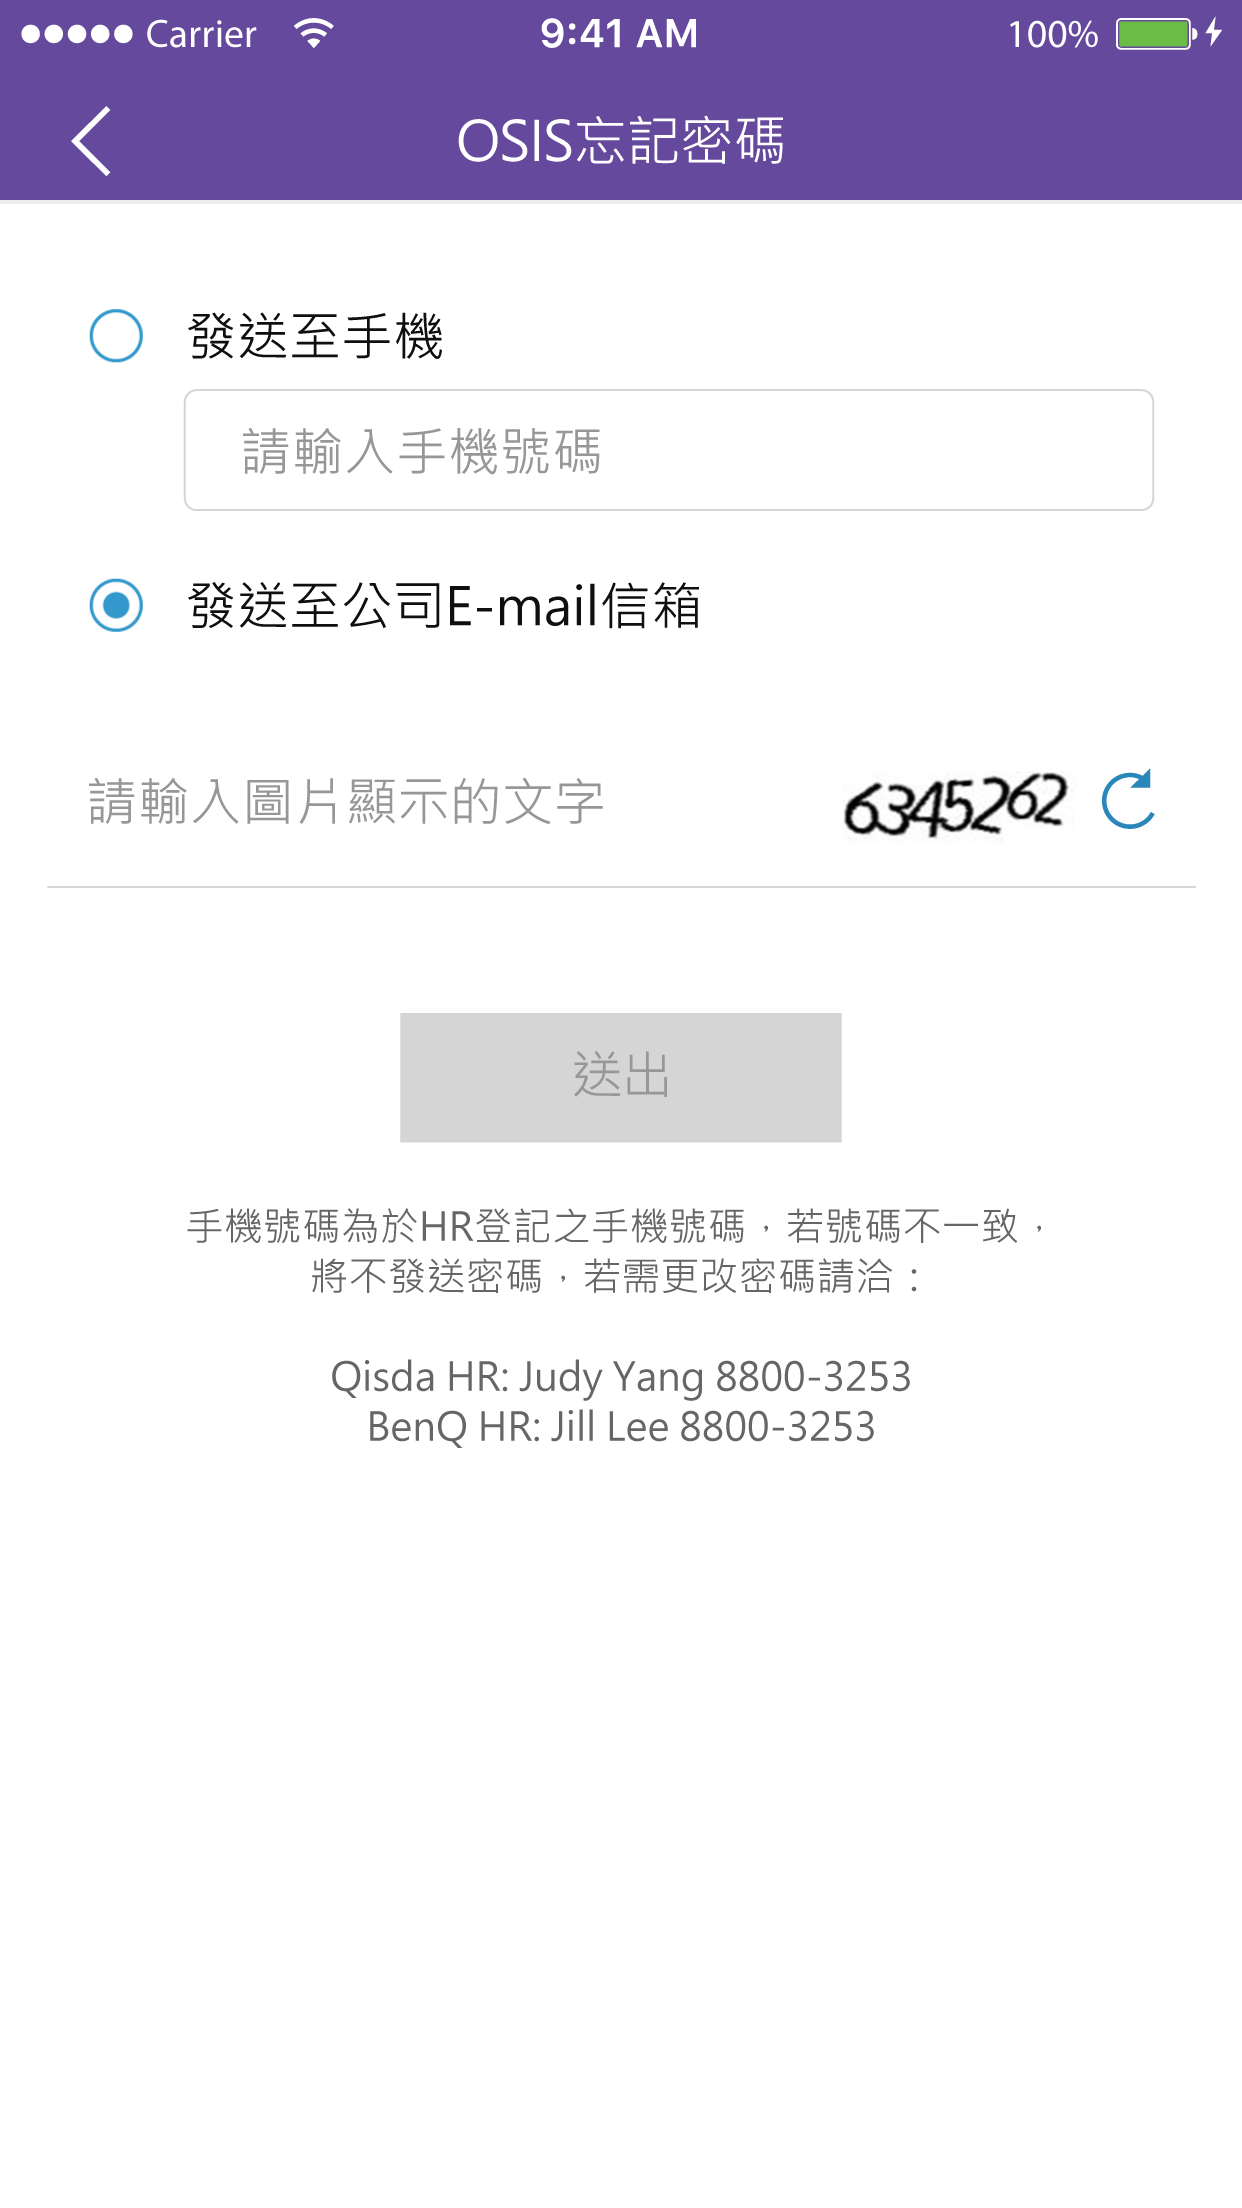 Carrier 9:41 AM 100%
OSIS忘記密碼
發送至手機
請輸入手機號碼
發送至公司E-mail信箱
請輸入圖片顯示的文字 6345262
送出
手機號碼為於HR登記之手機號碼，若號碼不一致，
將不發送密碼，若需更改密碼請洽：
Qisda HR: Judy Yang 8800-3253
BenQ HR: Jill Lee 8800-3253